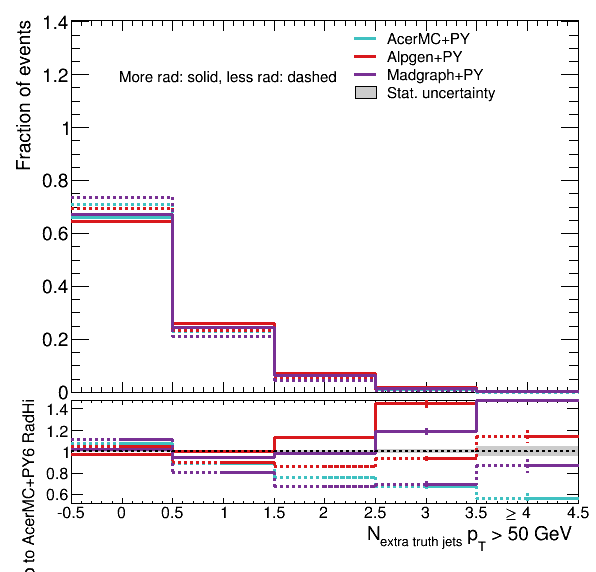 Fraction of events
1.4
1.2
1
0.8
0.6
0.4
0.2
0
AcerMC+PY
Alpgen+PY
Madgraph+PY
Stat. uncertainty
More rad: solid, less rad: dashed
to AcerMC+PY6 RadHi
1.4
1.2
1
0.8
0.6
-0.5 0 0.5 1 1.5 2 2.5 3 3.5 ≥ 4 4.5
N extra truth jets p T > 50 GeV